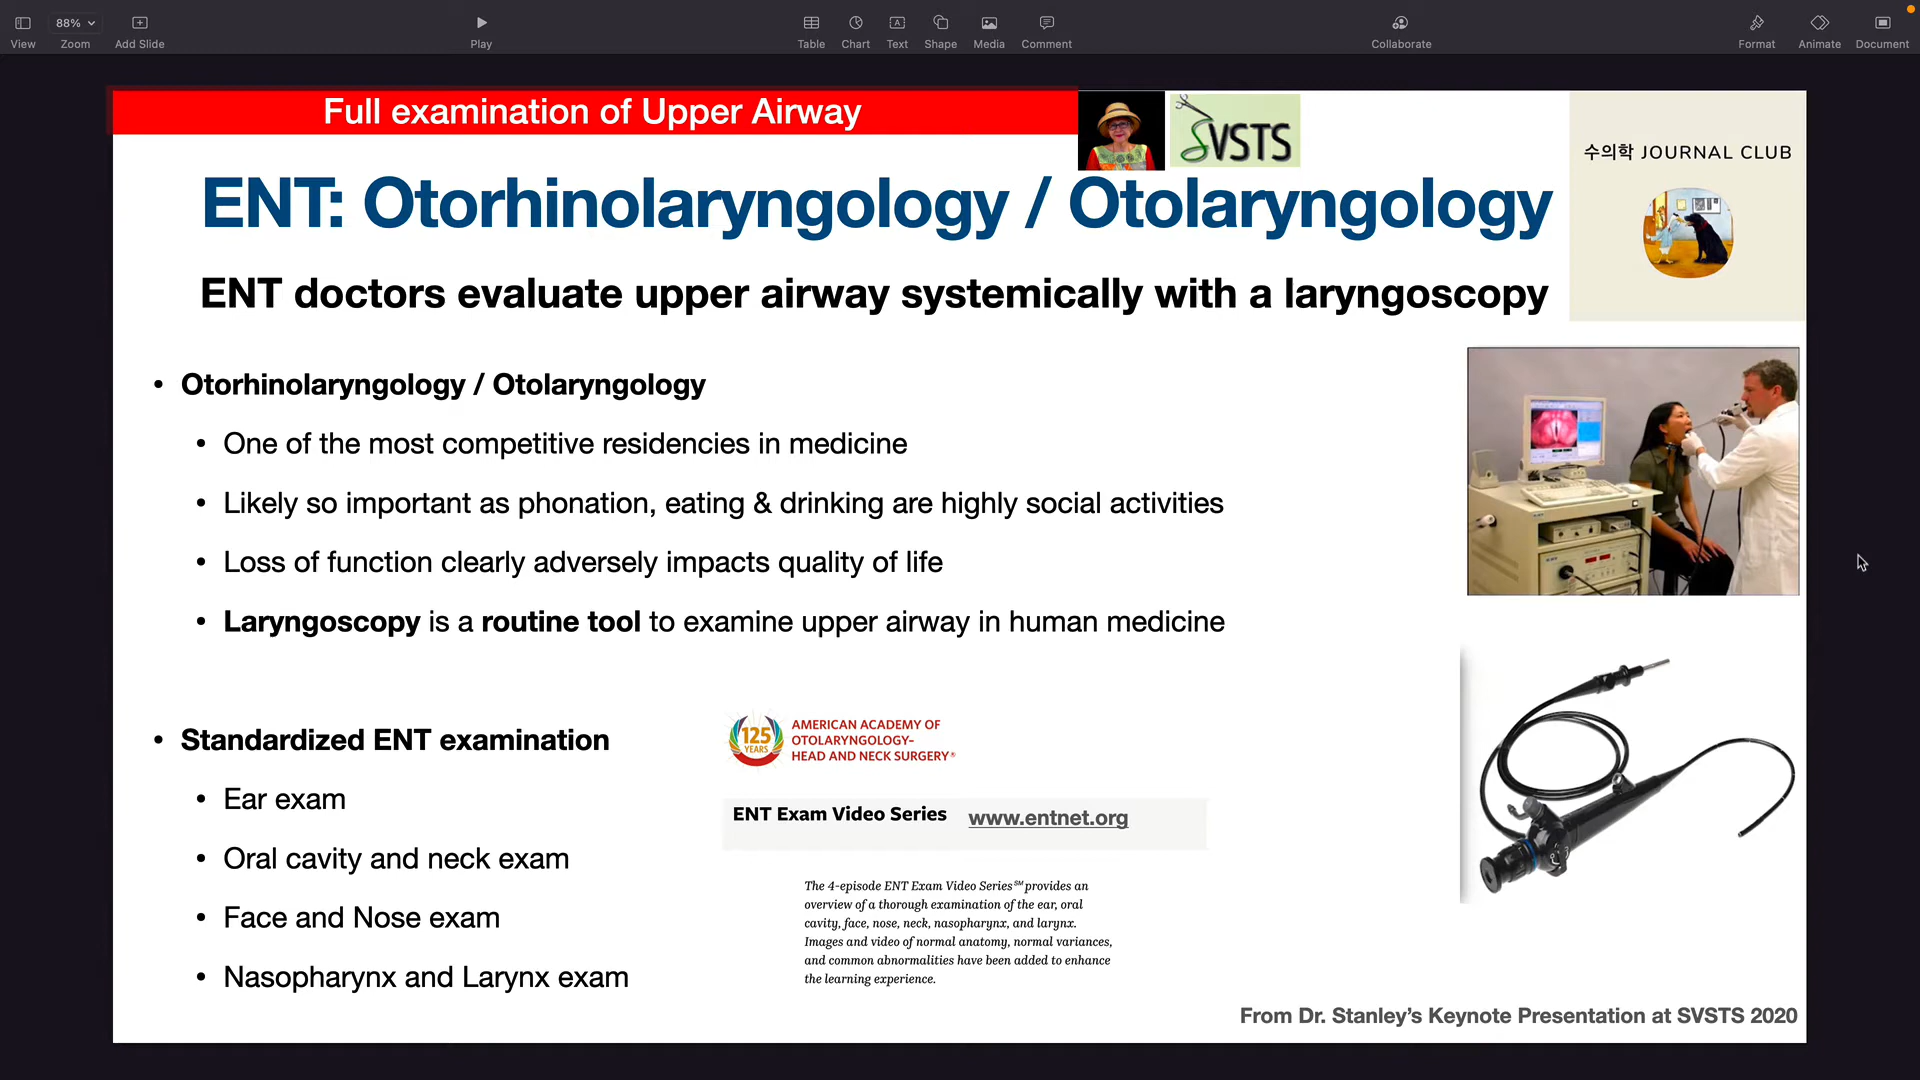 88%
View
Zoom
Add Slide
Play
Table
Chart
Text
Shape
Media
Comment
Collaborate
Format
Animate
Document
Full examination of Upper Airway
SVSTS
수의학 JOURNAL CLUB
ENT: Otorhinolaryngology / Otolaryngology
ENT doctors evaluate upper airway systemically with a laryngoscopy
• Otorhinolaryngology / Otolaryngology
• One of the most competitive residencies in medicine
• Likely so important as phonation, eating & drinking are highly social activities
• Loss of function clearly adversely impacts quality of life
• Laryngoscopy is a routine tool to examine upper airway in human medicine
• Standardized ENT examination
• Ear exam
• Oral cavity and neck exam
• Face and Nose exam
• Nasopharynx and Larynx exam
125
YEARS
AMERICAN ACADEMY OF
OTOLARYNGOLOGY–
HEAD AND NECK SURGERY®
ENT Exam Video Series www.entnet.org
The 4-episode ENT Exam Video Series℠ provides an
overview of a thorough examination of the ear, oral
cavity, face, nose, neck, nasopharynx, and larynx.
Images and video of normal anatomy, normal variances,
and common abnormalities have been added to enhance
the learning experience.
From Dr. Stanley’s Keynote Presentation at SVSTS 2020